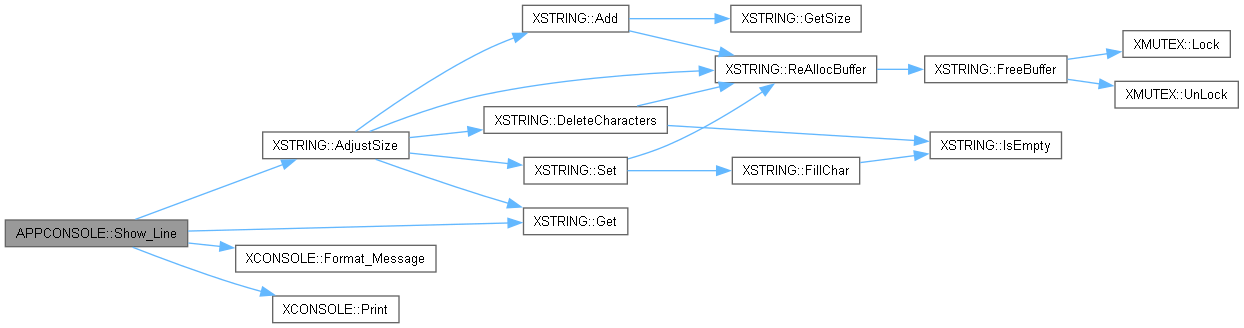 XSTRING::Add
XSTRING::GetSize
XMUTEX::Lock
XSTRING::ReAllocBuffer
XSTRING::FreeBuffer
XMUTEX::UnLock
XSTRING::DeleteCharacters
XSTRING::AdjustSize
XSTRING::IsEmpty
XSTRING::Set
XSTRING::FillChar
XSTRING::Get
APPCONSOLE::Show_Line
XCONSOLE::Format_Message
XCONSOLE::Print